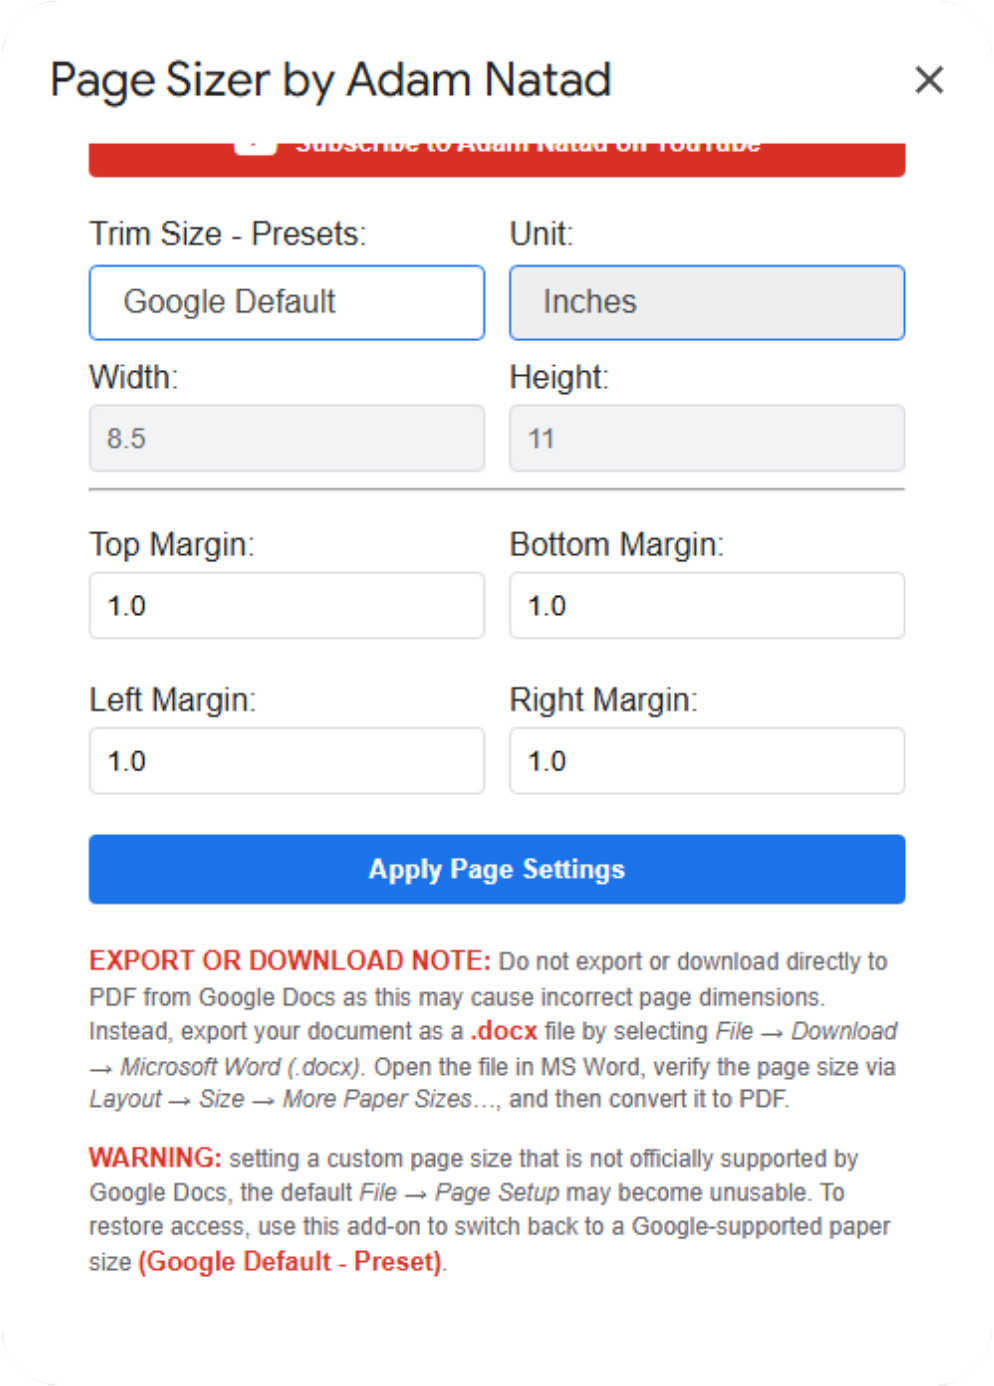 Page Sizer by Adam Natad
Subscribe to Adam Natad on YouTube
Trim Size - Presets:
Unit:
Google Default
Inches
Width:
Height:
8.5
11
Top Margin:
Bottom Margin:
1.0
1.0
Left Margin:
Right Margin:
1.0
1.0
Apply Page Settings
EXPORT OR DOWNLOAD NOTE: Do not export or download directly to
PDF from Google Docs as this may cause incorrect page dimensions.
Instead, export your document as a .docx file by selecting File → Download
→ Microsoft Word (.docx). Open the file in MS Word, verify the page size via
Layout → Size → More Paper Sizes…, and then convert it to PDF.
WARNING: setting a custom page size that is not officially supported by
Google Docs, the default File → Page Setup may become unusable. To
restore access, use this add-on to switch back to a Google-supported paper
size (Google Default - Preset).